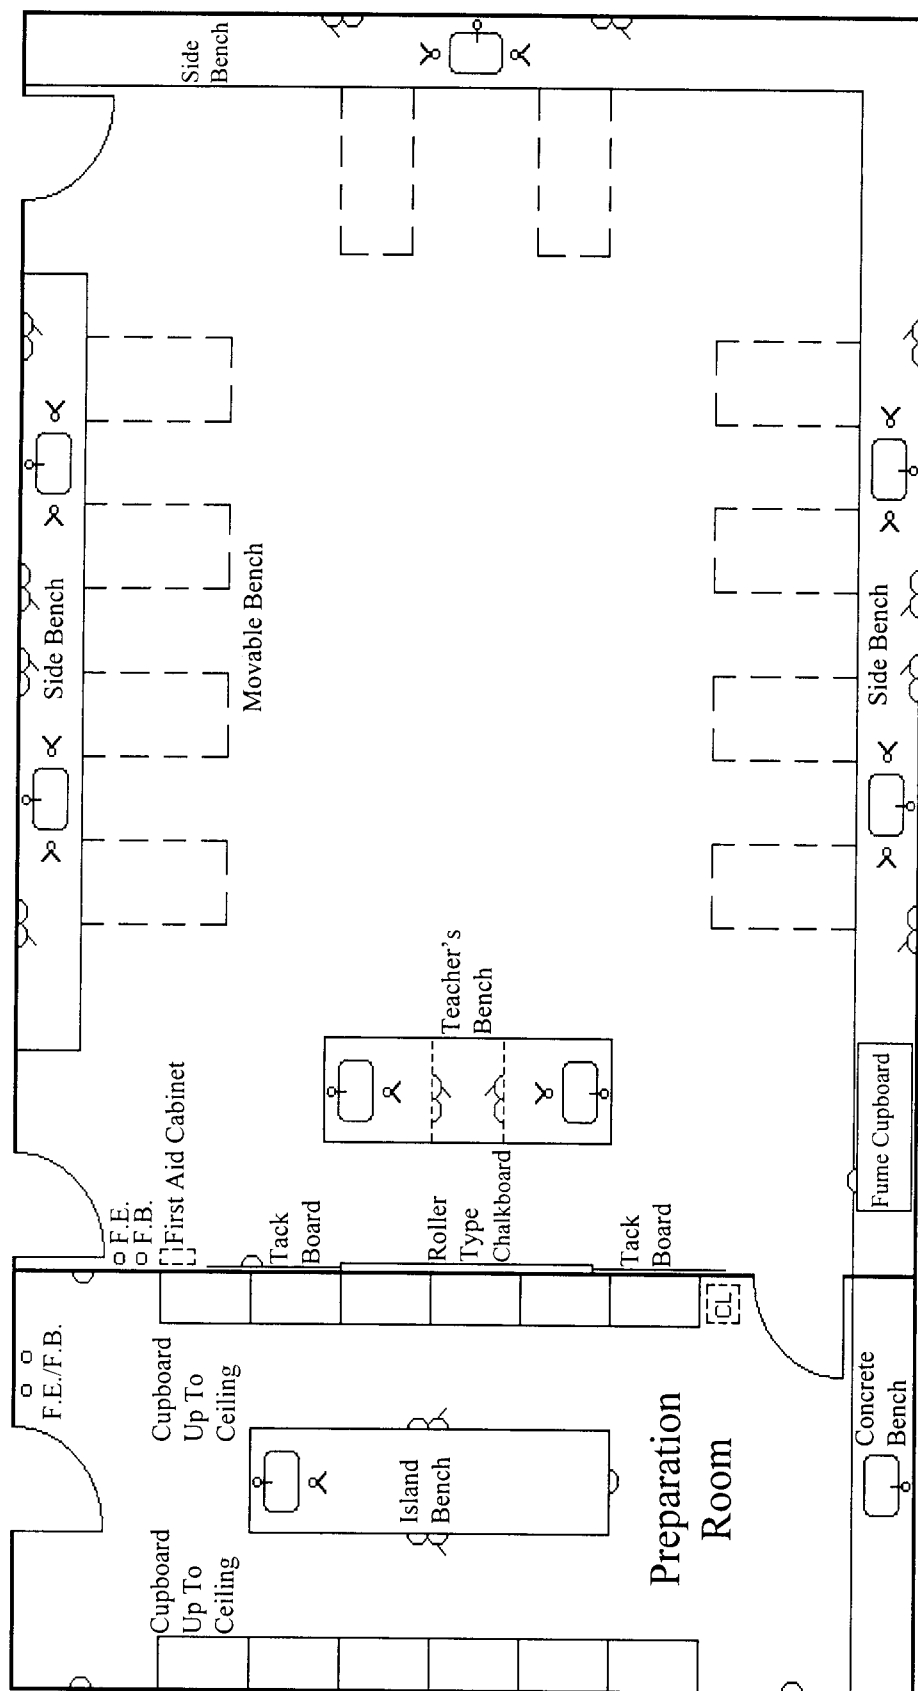 Side
Bench
Side Bench
Movable Bench
Side Bench
Teacher's
Bench
F.E.
F.B.
First Aid Cabinet
Tack
Board
Roller
Type
Chalkboard
Tack
Board
Fume Cupboard
F.E./F.B.
Cupboard
Up To
Ceiling
CL
Island
Bench
Concrete
Bench
Cupboard
Up To
Ceiling
Preparation
Room